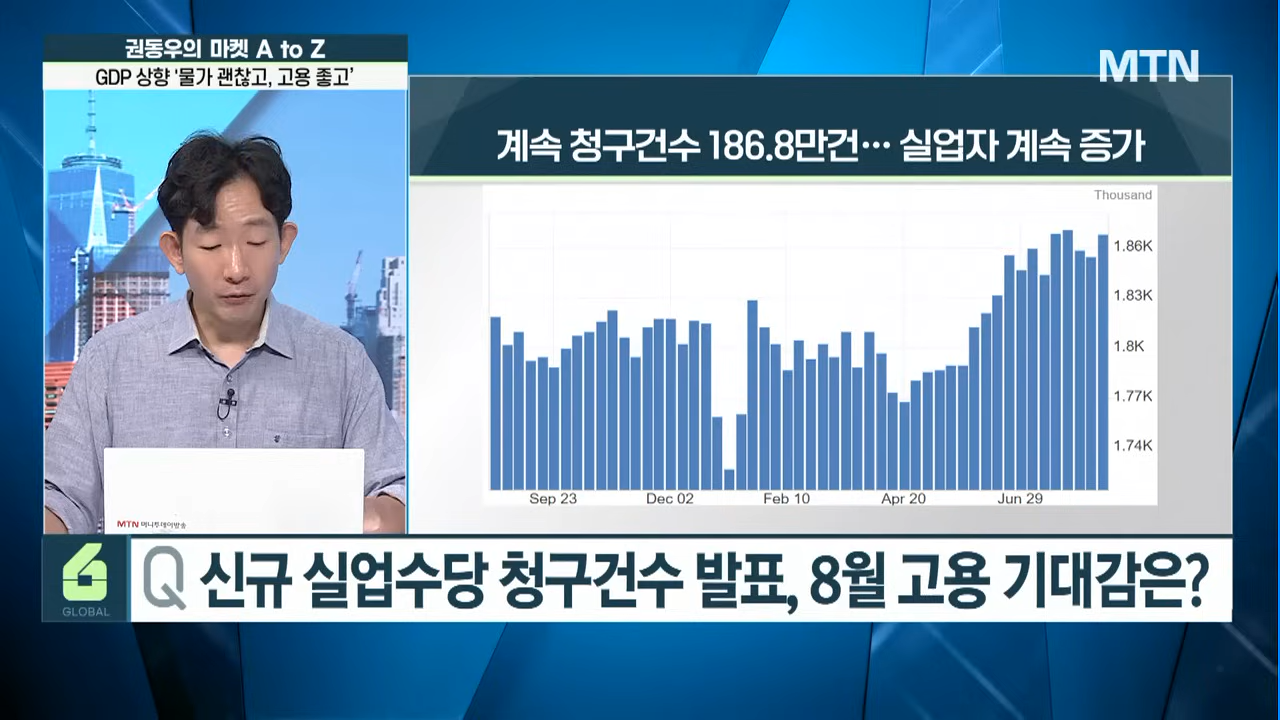 권동우의 마켓 A to Z
GDP 상향 '물가 괜찮고, 고용 좋고'
MTN
계속 청구건수 186.8만건… 실업자 계속 증가
Thousand
1.86K
1.83K
1.8K
1.77K
1.74K
Sep 23 Dec 02 Feb 10 Apr 20 Jun 29
MTN 머니투데이방송
6 GLOBAL
Q 신규 실업수당 청구건수 발표, 8월 고용 기대감은?